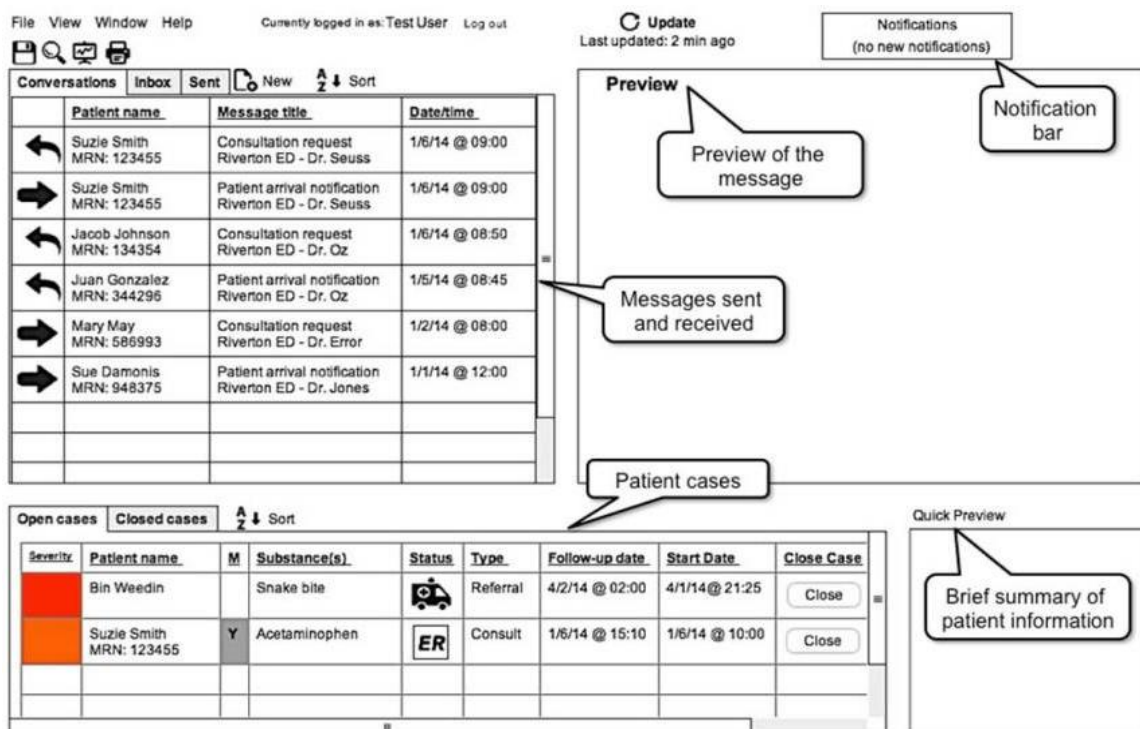 File View Window Help
Currently logged in as: Test User Log out
Update
Last updated: 2 min ago
Notifications
(no new notifications)
Notification
bar
Conversations Inbox Sent New A Z Sort
Patient name Message title Date/time
Suzie Smith Consultation request 1/6/14 @ 09:00
MRN: 123455 Riverton ED - Dr. Seuss
Suzie Smith Patient arrival notification 1/6/14 @ 09:00
MRN: 123455 Riverton ED - Dr. Seuss
Jacob Johnson Consultation request 1/6/14 @ 08:50
MRN: 134354 Riverton ED - Dr. Oz
Juan Gonzalez Patient arrival notification 1/5/14 @ 08:45
MRN: 344296 Riverton ED - Dr. Oz
Mary May Consultation request 1/2/14 @ 08:00
MRN: 586993 Riverton ED - Dr. Error
Sue Damonis Patient arrival notification 1/1/14 @ 12:00
MRN: 948375 Riverton ED - Dr. Jones
Preview
Preview of the
message
Messages sent
and received
Patient cases
Open cases Closed cases A Z Sort
Severity Patient name M Substance(s) Status Type Follow-up date Start Date Close Case
Bin Weedin Snake bite Referral 4/2/14 @ 02:00 4/1/14@ 21:25 Close
Suzie Smith Y Acetaminophen ER Consult 1/6/14 @ 15:10 1/6/14 @ 10:00 Close
MRN: 123455
Quick Preview
Brief summary of
patient information